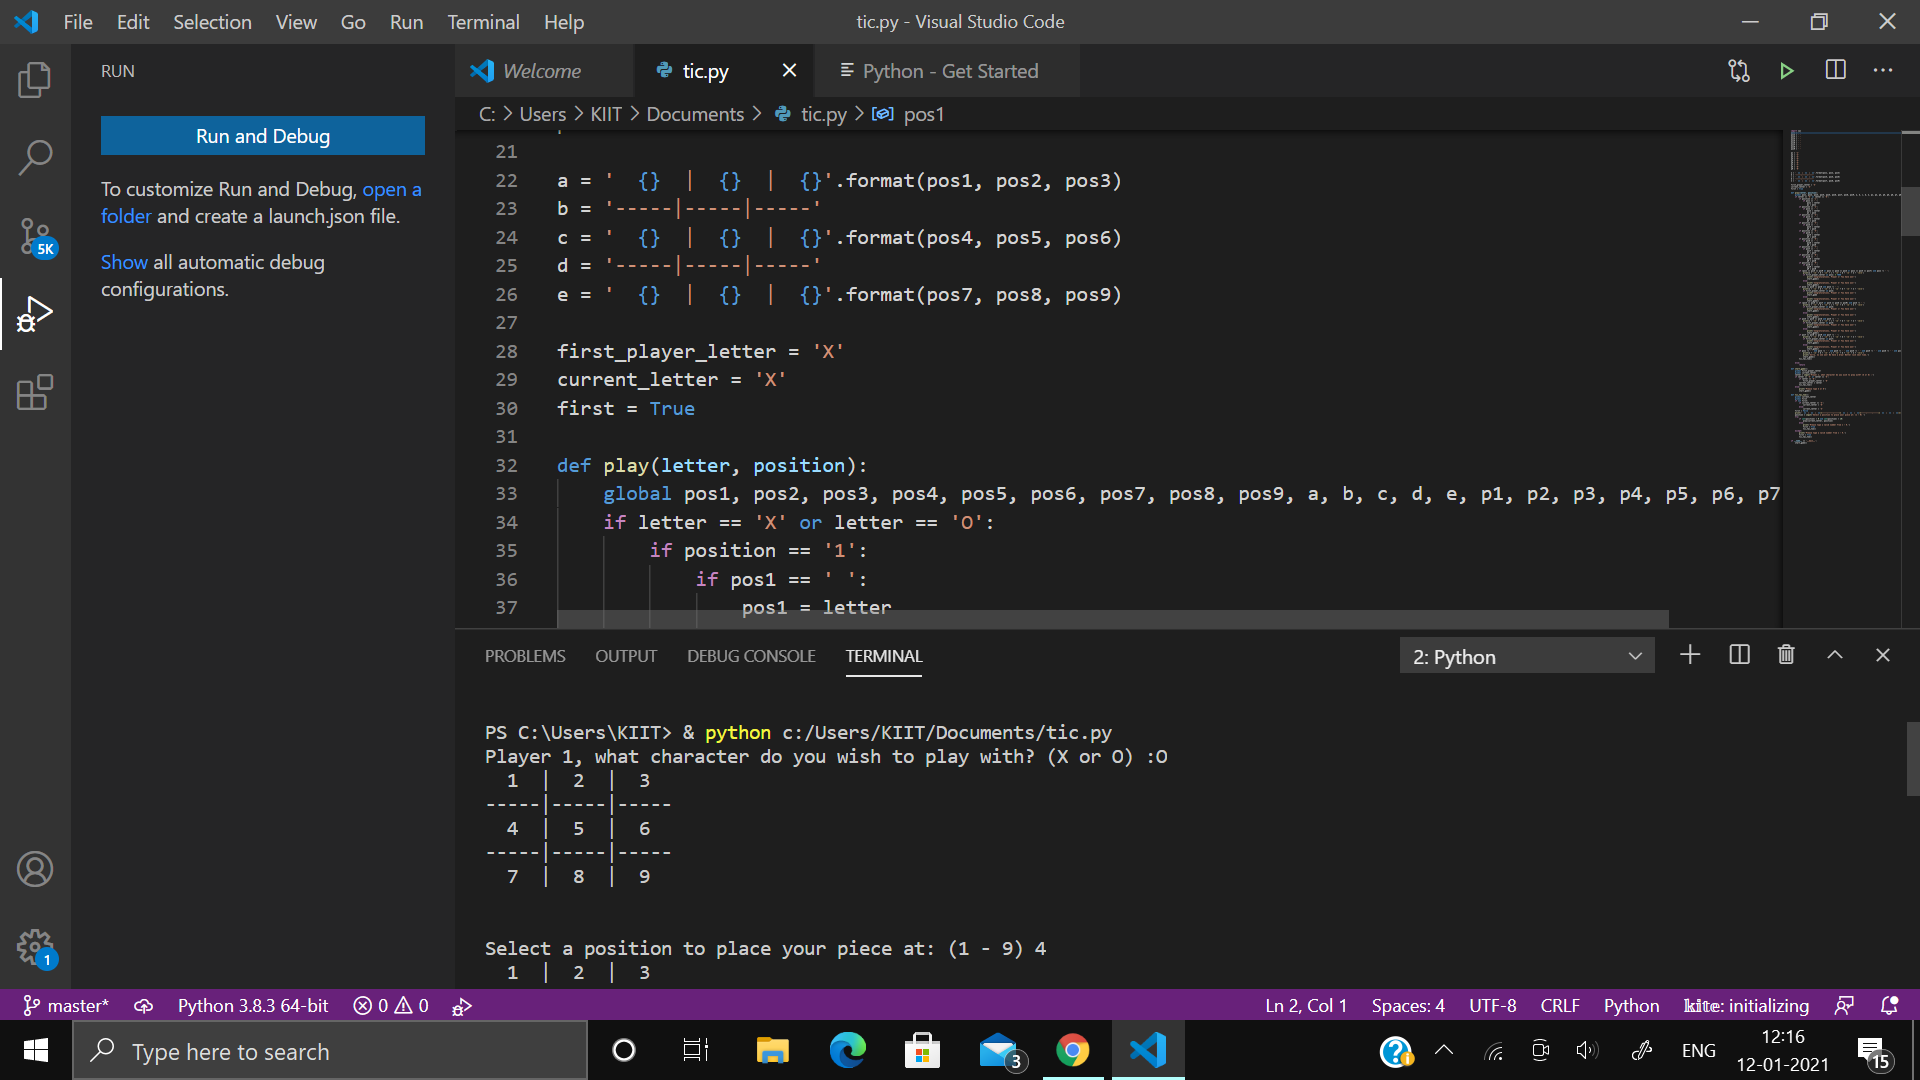 File Edit Selection View Go Run Terminal Help
tic.py - Visual Studio Code
RUN
Run and Debug
To customize Run and Debug, open a
folder and create a launch.json file.
Show all automatic debug
configurations.
5K
1
Welcome
tic.py
Python - Get Started
C: > Users > KIIT > Documents > tic.py > pos1
21
22 a = '  {}  |  {}  |  {}'.format(pos1, pos2, pos3)
23 b = '-----|-----|-----'
24 c = '  {}  |  {}  |  {}'.format(pos4, pos5, pos6)
25 d = '-----|-----|-----'
26 e = '  {}  |  {}  |  {}'.format(pos7, pos8, pos9)
27
28 first_player_letter = 'X'
29 current_letter = 'X'
30 first = True
31
32 def play(letter, position):
33     global pos1, pos2, pos3, pos4, pos5, pos6, pos7, pos8, pos9, a, b, c, d, e, p1, p2, p3, p4, p5, p6, p7
34     if letter == 'X' or letter == 'O':
35         if position == '1':
36             if pos1 == ' ':
37                 pos1 = letter
PROBLEMS OUTPUT DEBUG CONSOLE TERMINAL
2: Python
PS C:\Users\KIIT> & python c:/Users/KIIT/Documents/tic.py
Player 1, what character do you wish to play with? (X or O) :O
  1  |  2  |  3
-----|-----|-----
  4  |  5  |  6
-----|-----|-----
  7  |  8  |  9
Select a position to place your piece at: (1 - 9) 4
  1  |  2  |  3
master* Python 3.8.3 64-bit 0 0
Ln 2, Col 1 Spaces: 4 UTF-8 CRLF Python kite: initializing
Type here to search
3
ENG
12:16
12-01-2021
15